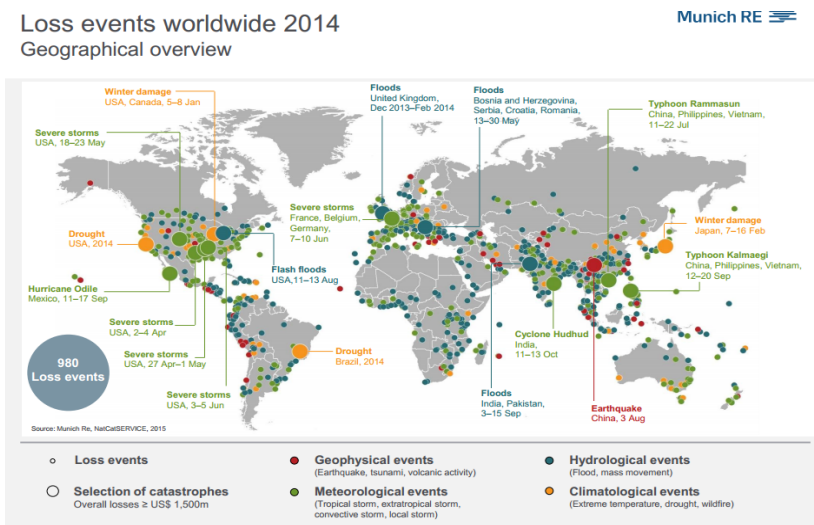 Loss events worldwide 2014
Geographical overview
Munich RE
Winter damage
USA, Canada, 5–8 Jan
Floods
United Kingdom,
Dec 2013–Feb 2014
Floods
Bosnia and Herzegovina,
Serbia, Croatia, Romania,
13–30 May
Typhoon Rammasun
China, Philippines, Vietnam,
11–22 Jul
Severe storms
USA, 18–23 May
Severe storms
France, Belgium,
Germany,
7–10 Jun
Drought
USA, 2014
Winter damage
Japan, 7–16 Feb
Flash floods
USA,11–13 Aug
Typhoon Kalmaegi
China, Philippines, Vietnam,
12–20 Sep
Hurricane Odile
Mexico, 11–17 Sep
Severe storms
USA, 2–4 Apr
Cyclone Hudhud
India,
11–13 Oct
Severe storms
USA, 27 Apr–1 May
Drought
Brazil, 2014
980
Loss events
Severe storms
USA, 3–5 Jun
Floods
India, Pakistan,
3–15 Sep
Earthquake
China, 3 Aug
Source: Munich Re, NatCatSERVICE, 2015
Loss events
Selection of catastrophes
Overall losses ≥ US$ 1,500m
Geophysical events
(Earthquake, tsunami, volcanic activity)
Meteorological events
(Tropical storm, extratropical storm,
convective storm, local storm)
Hydrological events
(Flood, mass movement)
Climatological events
(Extreme temperature, drought, wildfire)